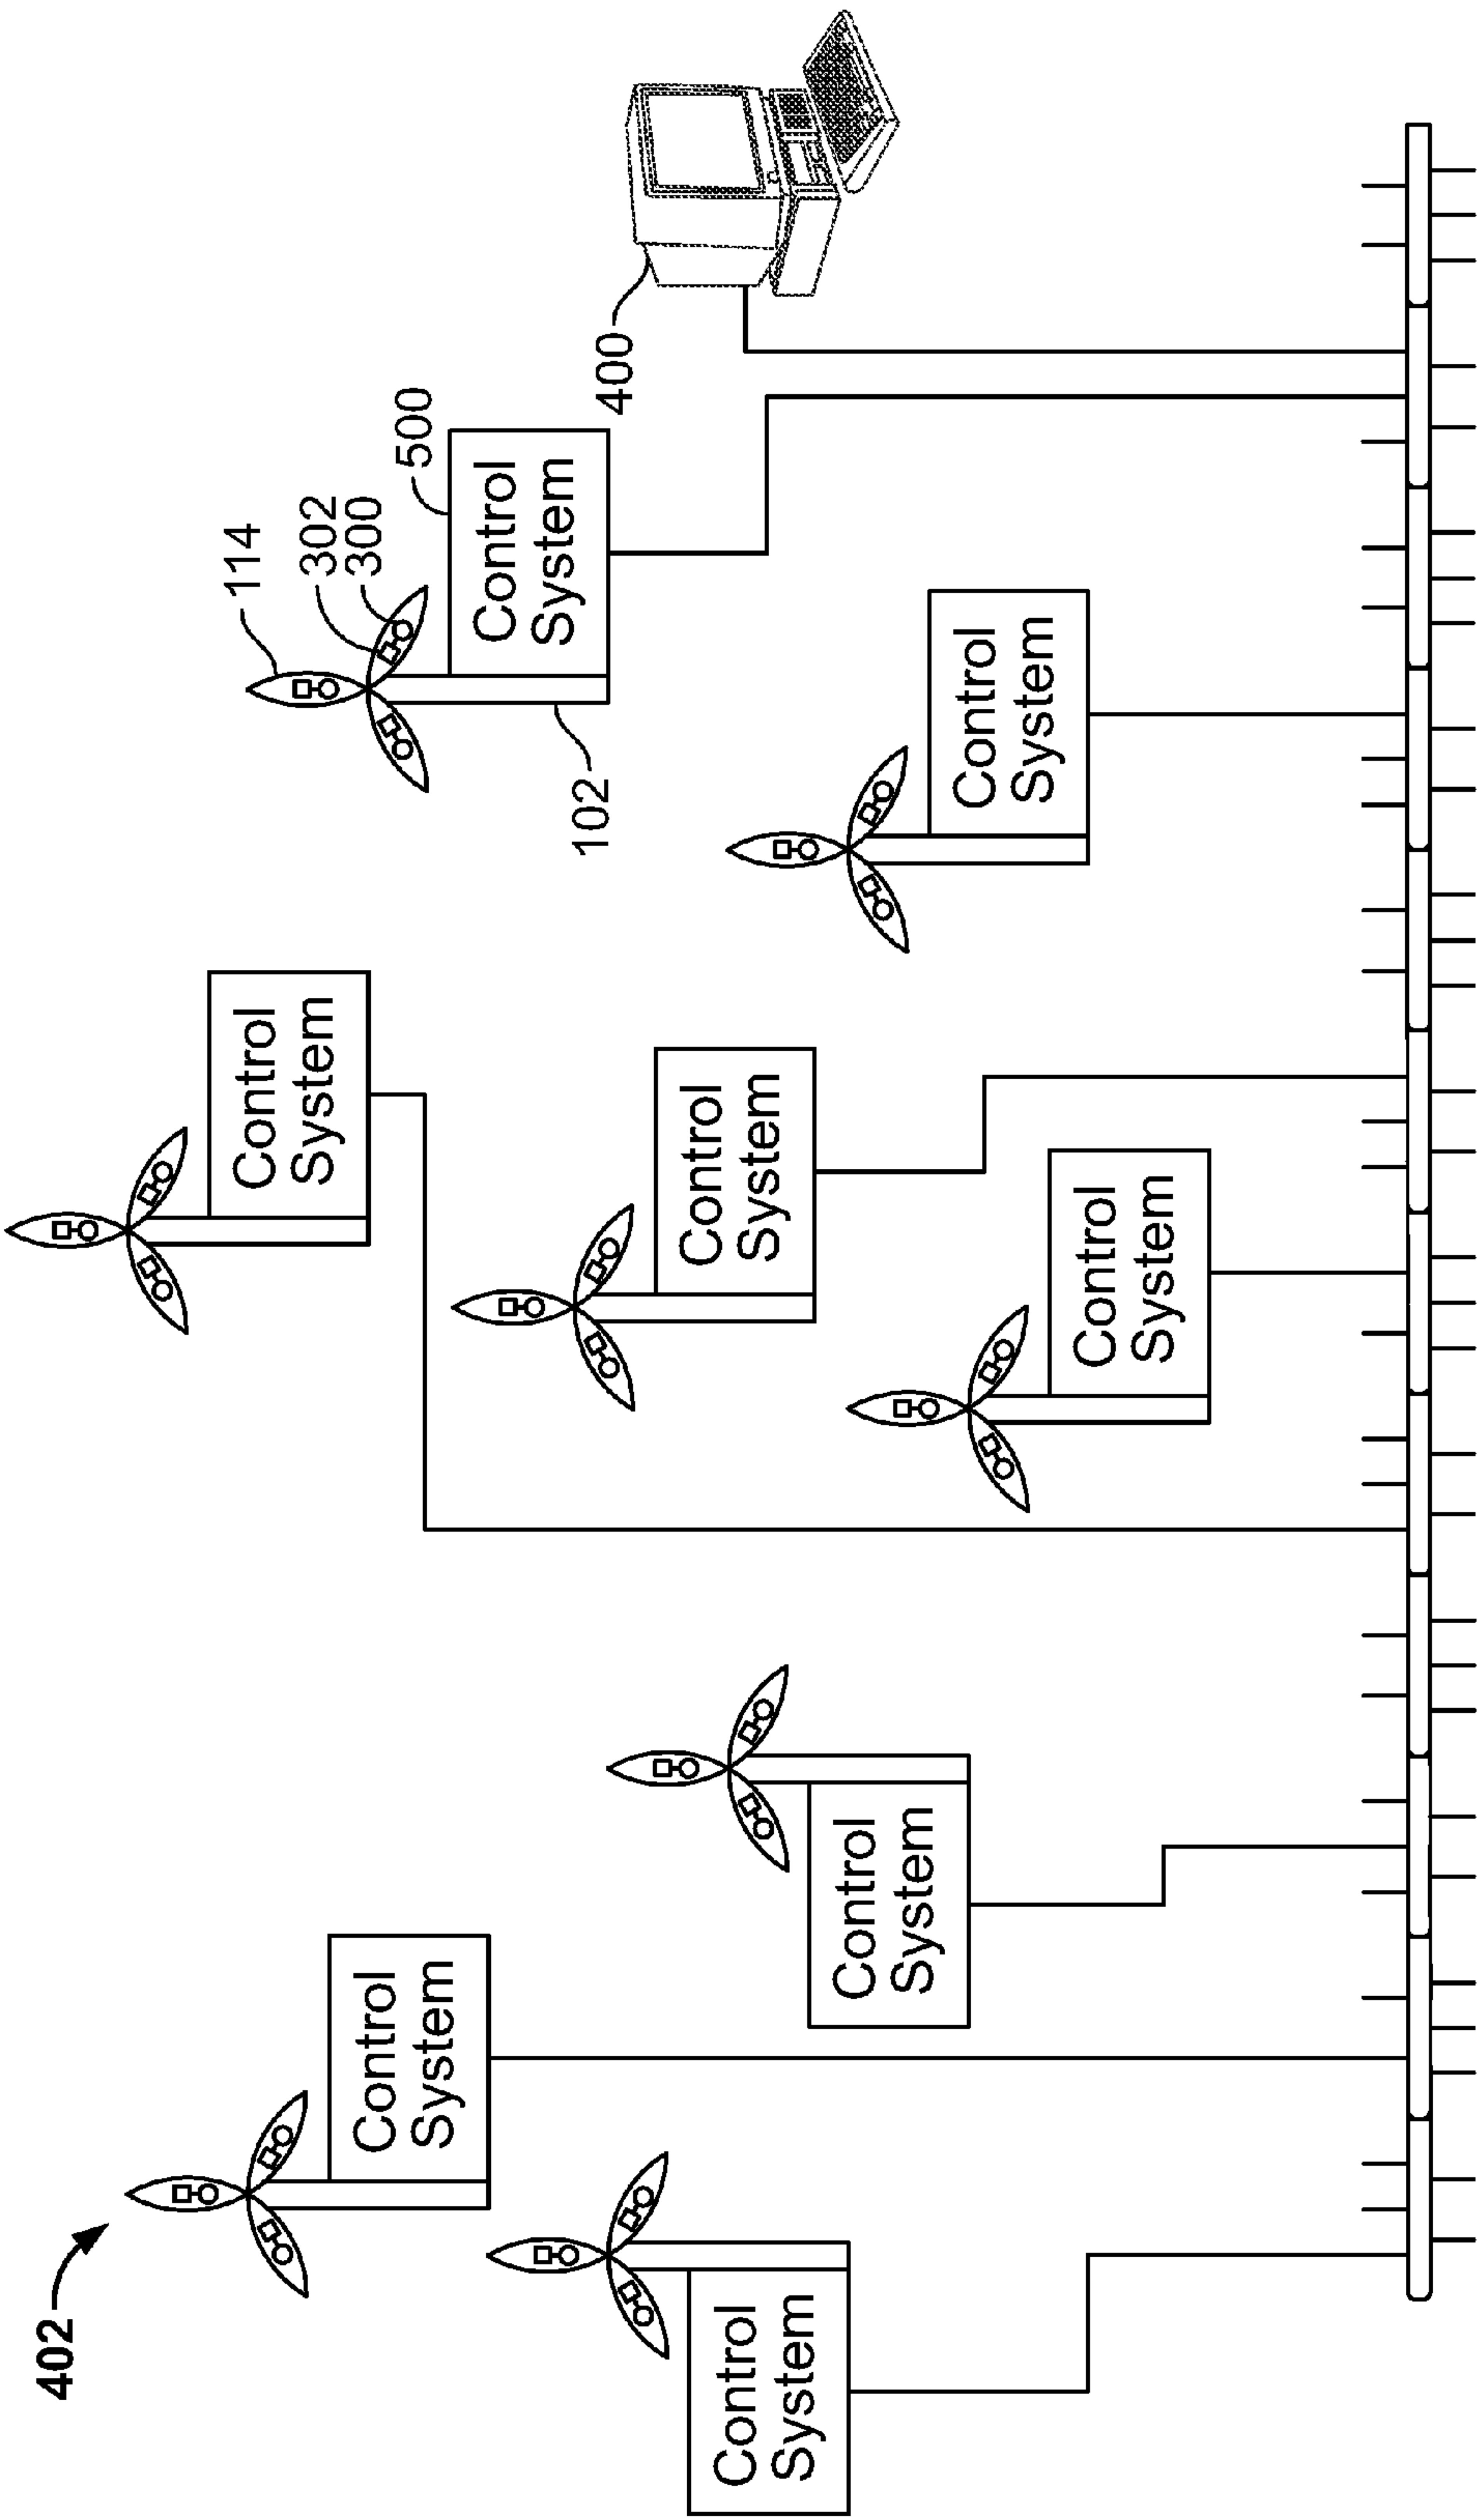 402
114
Control
System
302
300
Control
System
500
Control
System
102
400
Control
System
Control
System
Control
System
Control
System
Control
System